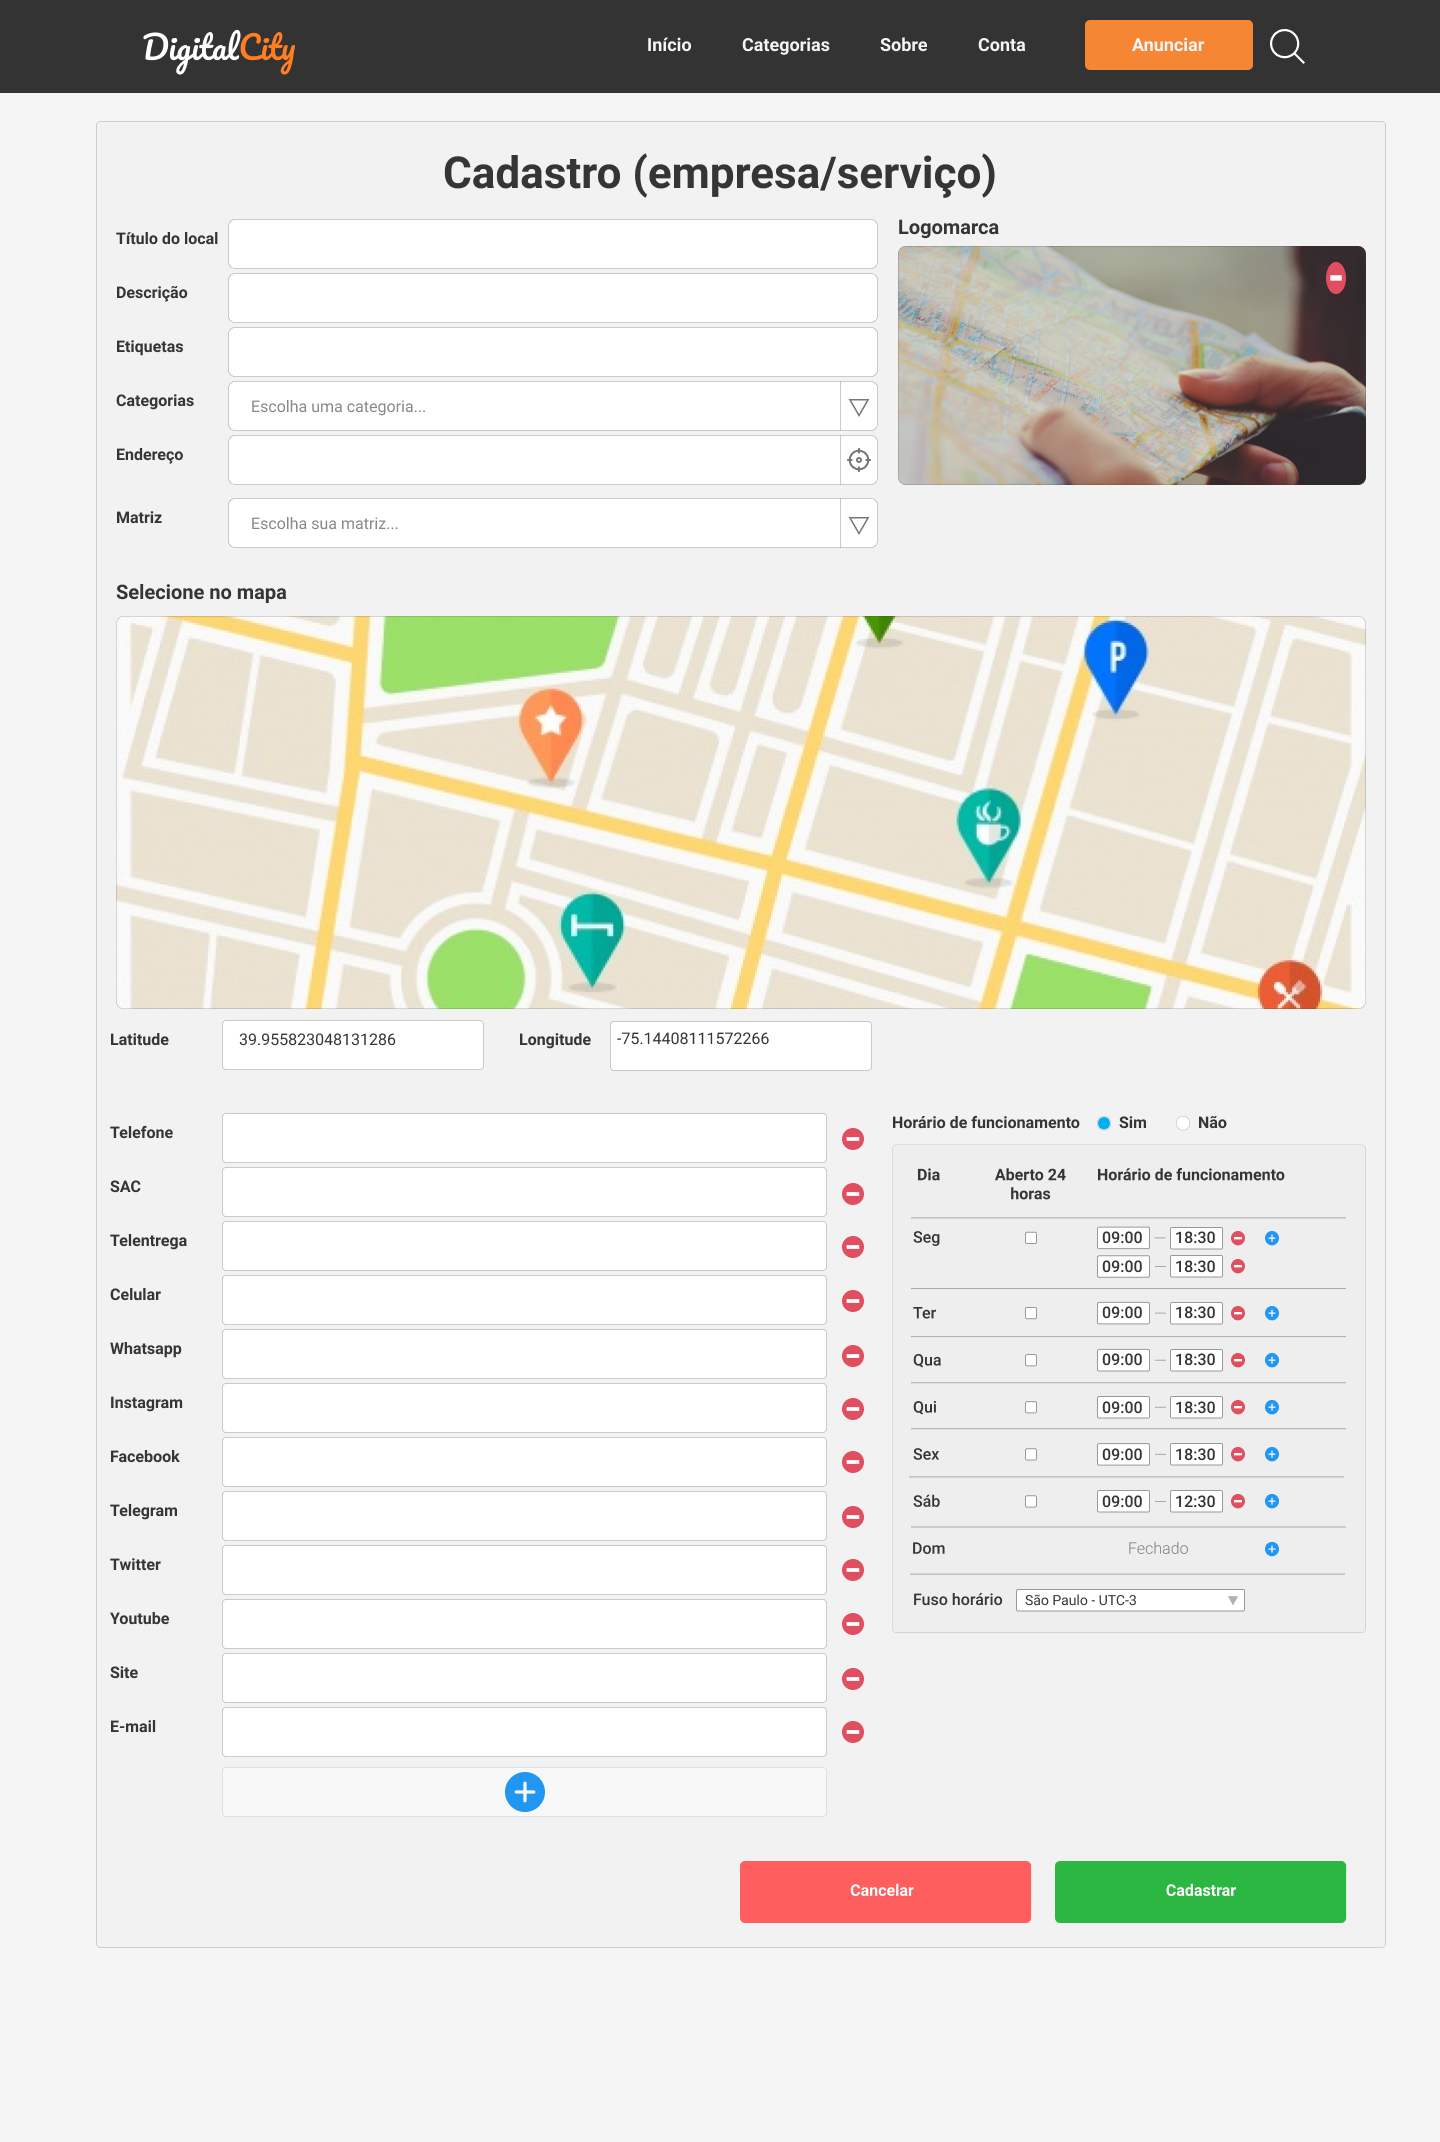 DigitalCity
Início Categorias Sobre Conta Anunciar
Cadastro (empresa/serviço)
Título do local
Logomarca
Descrição
Etiquetas
Categorias Escolha uma categoria...
Endereço
Matriz Escolha sua matriz...
Selecione no mapa
P
Latitude 39.955823048131286 Longitude -75.14408111572266
Telefone
SAC
Telentrega
Celular
Whatsapp
Instagram
Facebook
Telegram
Twitter
Youtube
Site
E-mail
Horário de funcionamento Sim Não
Dia Aberto 24 horas Horário de funcionamento
Seg 09:00 — 18:30
09:00 — 18:30
Ter 09:00 — 18:30
Qua 09:00 — 18:30
Qui 09:00 — 18:30
Sex 09:00 — 18:30
Sáb 09:00 — 12:30
Dom Fechado
Fuso horário São Paulo - UTC-3
Cancelar Cadastrar